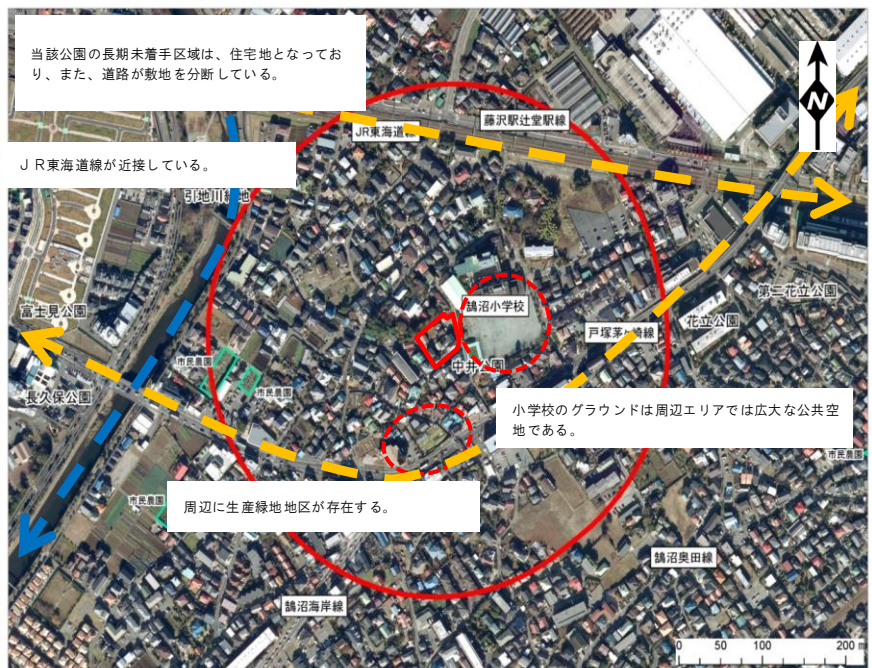 当該公園の長期未着手区域は、住宅地となってお
り、また、道路が敷地を分断している。
N
藤沢駅辻堂駅線
JR東海道線
JR東海道線が近接している。
引地川緑地
富士見公園
鵠沼小学校
第二花立公園
花立公園
戸塚茅ヶ崎線
中井公園
市民農園
市民農園
長久保公園
小学校のグラウンドは周辺エリアでは広大な公共空
地である。
市民農園
市民農園
周辺に生産緑地地区が存在する。
鵠沼奥田線
鵠沼海岸線
0 50 100 200 m